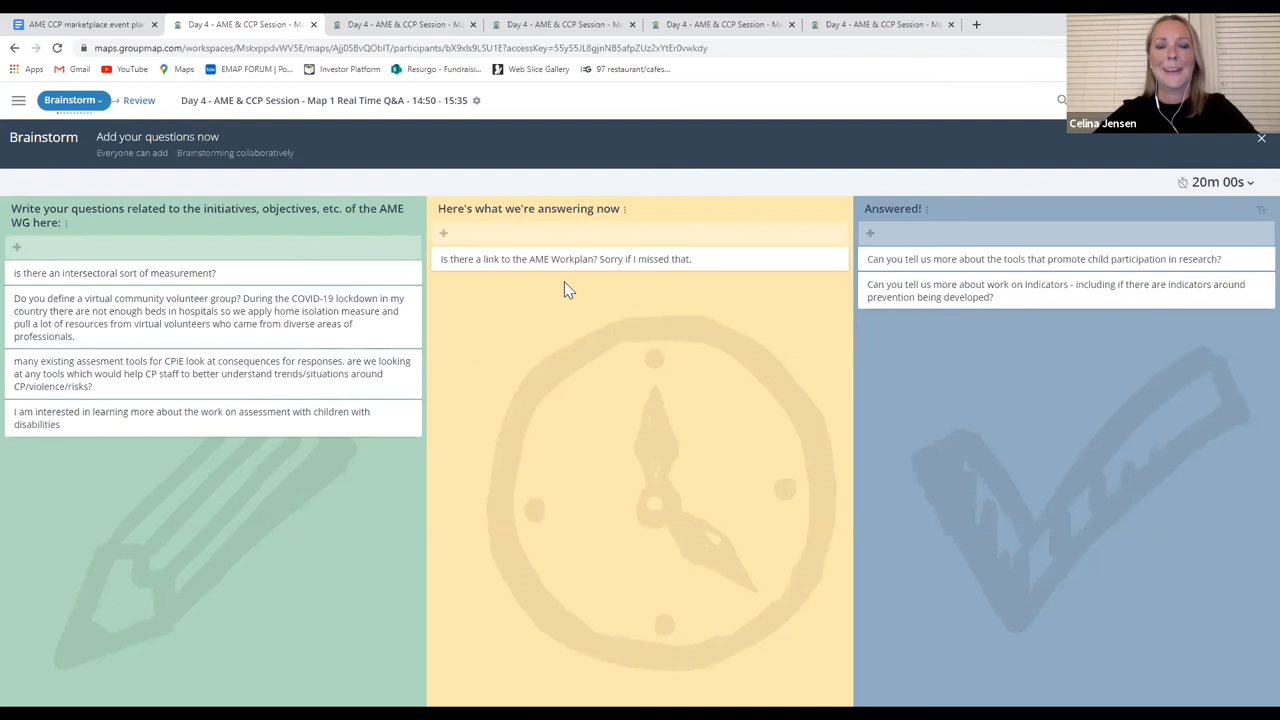 AME CCP marketplace event pla
Day 4 - AME & CCP Session - Ma
Day 4 - AME & CCP Session - M
Day 4 - AME & CCP Session - Ma
Day 4 - AME & CCP Session - Ma
Day 4 - AME & CCP Session - Ma
Apps
Gmail
YouTube
Maps
EMAP FORUM | Po...
Investor Platform
Refurgo - Fundraisi...
Web Slice Gallery
97 restaurant/cafes...
Brainstorm
Review
Day 4 - AME & CCP Session - Map 1 Real Time Q&A - 14:50 - 15:35
Celina Jensen
Brainstorm
Add your questions now
Everyone can add
Brainstorming collaboratively
20m 00s
Write your questions related to the initiatives, objectives, etc. of the AME
WG here:
is there an intersectoral sort of measurement?
Do you define a virtual community volunteer group? During the COVID-19 lockdown in my
country there are not enough beds in hospitals so we apply home isolation measure and
pull a lot of resources from virtual volunteers who came from diverse areas of
professionals.
many existing assesment tools for CPiE look at consequences for responses. are we looking
at any tools which would help CP staff to better understand trends/situations around
CP/violence/risks?
I am interested in learning more about the work on assessment with children with
disabilities
Here's what we're answering now
Is there a link to the AME Workplan? Sorry if I missed that.
Answered!
Can you tell us more about the tools that promote child participation in research?
Can you tell us more about work on indicators - including if there are indicators around
prevention being developed?